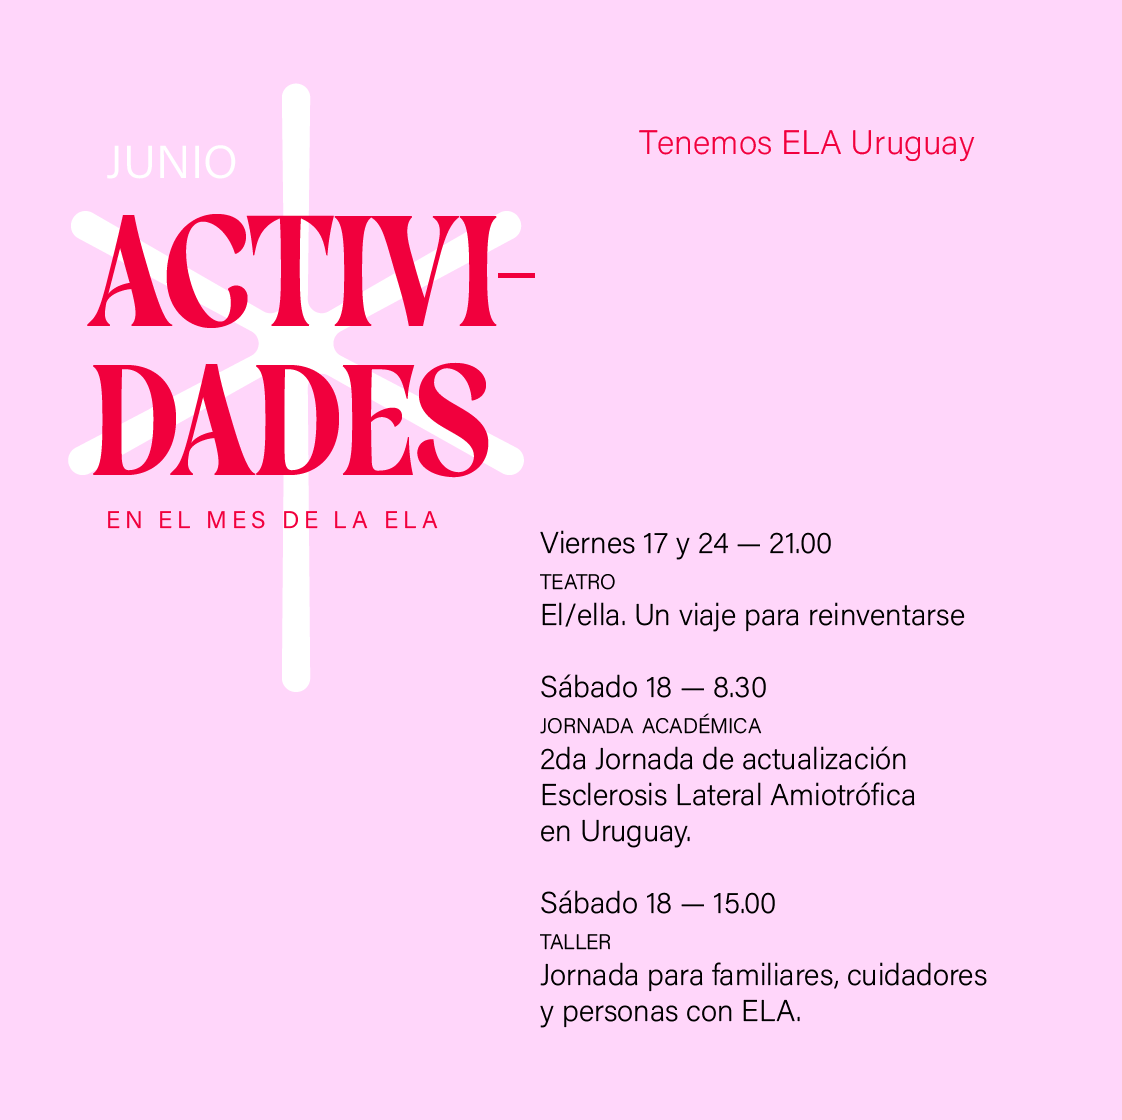 JUNIO
Tenemos ELA Uruguay
ACTIVI–
DADES
EN EL MES DE LA ELA
Viernes 17 y 24 — 21.00
TEATRO
El/ella. Un viaje para reinventarse
Sábado 18 — 8.30
JORNADA ACADÉMICA
2da Jornada de actualización
Esclerosis Lateral Amiotrófica
en Uruguay.
Sábado 18 — 15.00
TALLER
Jornada para familiares, cuidadores
y personas con ELA.